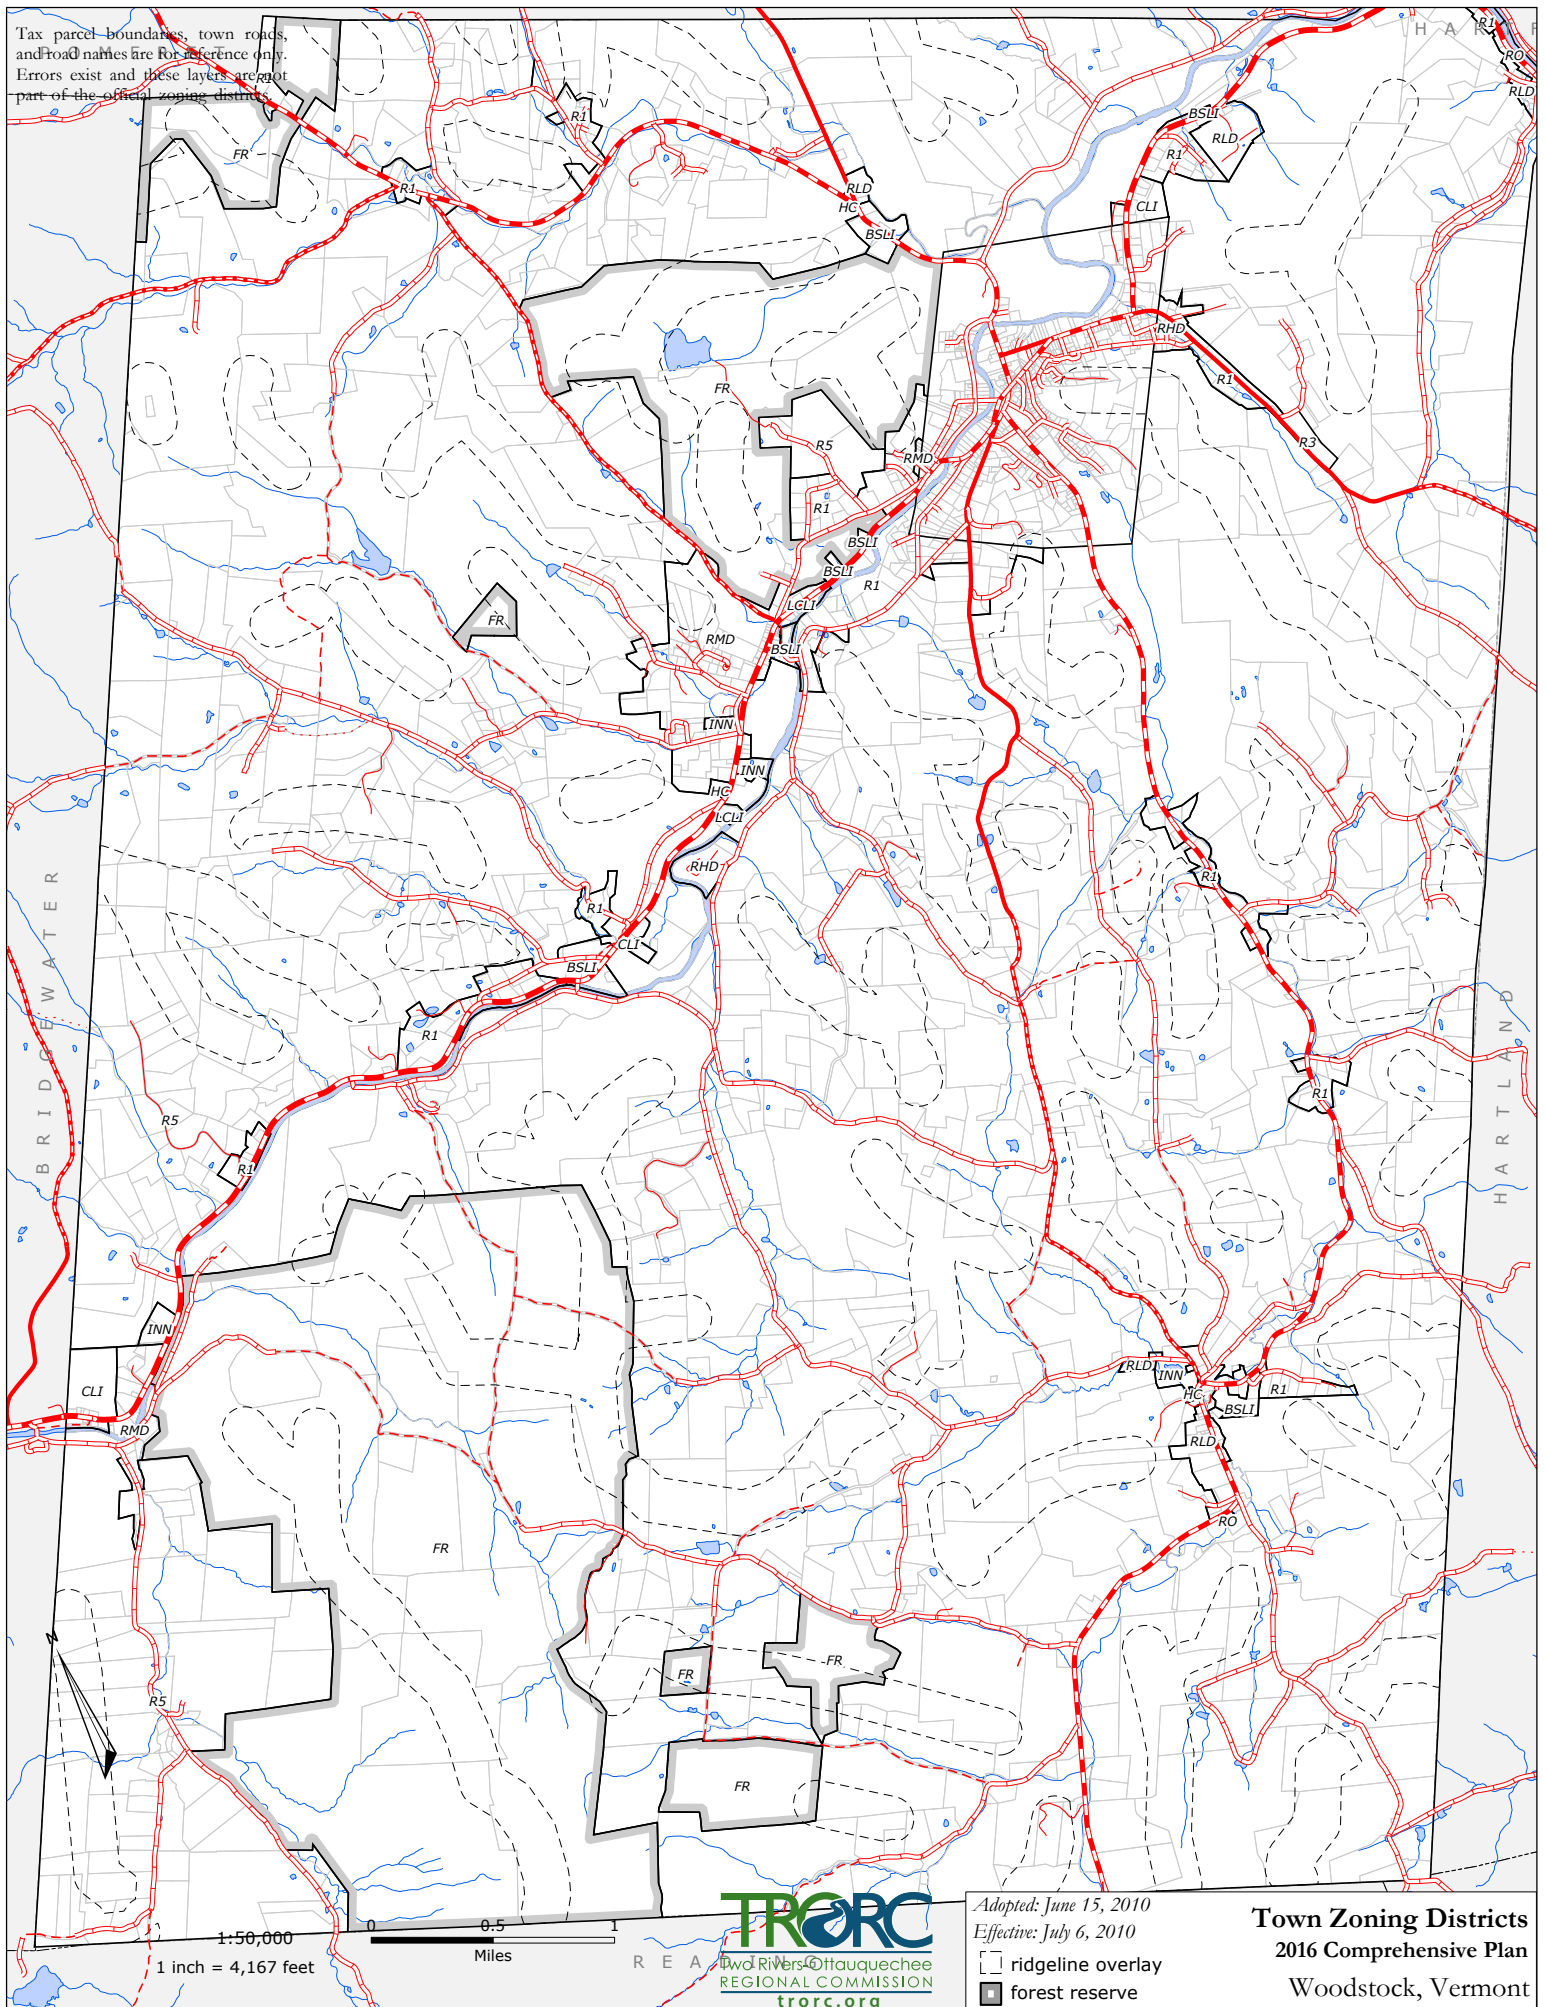 Tax parcel boundaries, town roads,
and road names are for reference only.
Errors exist and these layers are not
part of the official zoning districts.
P O M F R E T
H A R T F
R1
RO
RLD
R1
FR
R1
BSLI
RLD
R1
R1
RLD
HC
BSLI
CLI
RHD
R1
R3
FR
R5
RMD
R1
BSLI
BSLI
R1
LCLI
FR
RMD
BSLI
INN
INN
HC
LCLI
RHD
R1
R1
CLI
BSLI
R1
BRIDGEWATER
HARTLAND
R1
R5
R1
INN
CLI
RMD
RLD
INN
HC
R1
BSLI
RLD
RO
FR
FR
FR
R5
N
FR
0 0.5 1
Miles
1:50,000
1 inch = 4,167 feet
R E A D I N G
TRORC
Two Rivers-Ottauquechee
REGIONAL COMMISSION
trorc.org
Adopted: June 15, 2010
Effective: July 6, 2010
ridgeline overlay
forest reserve
Town Zoning Districts
2016 Comprehensive Plan
Woodstock, Vermont